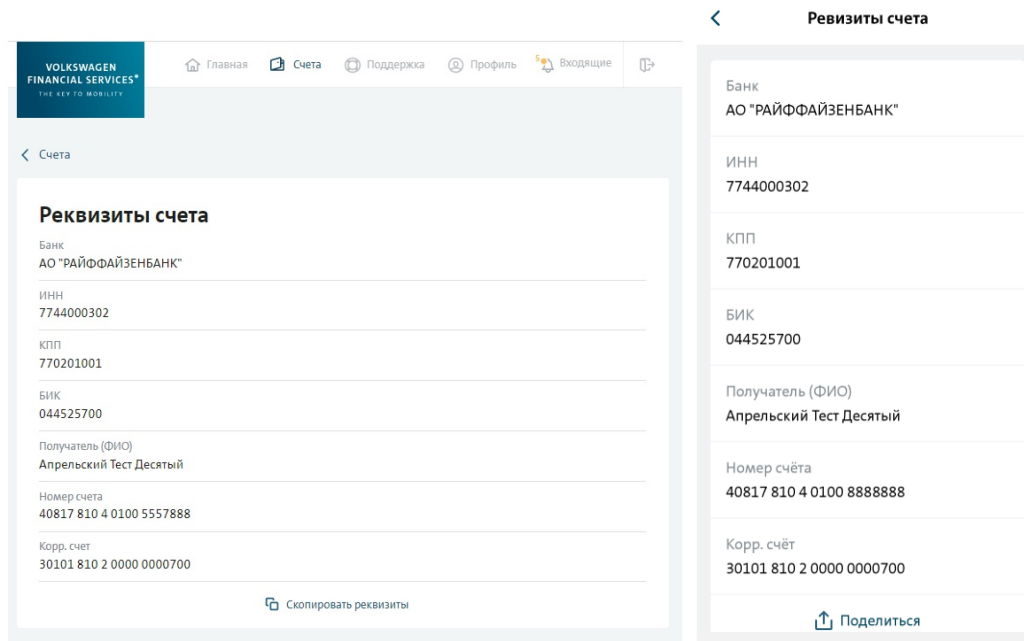 VOLKSWAGEN
FINANCIAL SERVICES*
THE KEY TO MOBILITY
Главная
Счета
Поддержка
Профиль
5
Входящие
Счета
Реквизиты счета
Банк
АО "РАЙФФАЙЗЕНБАНК"
ИНН
7744000302
КПП
770201001
БИК
044525700
Получатель (ФИО)
Апрельский Тест Десятый
Номер счета
40817 810 4 0100 5557888
Корр. счет
30101 810 2 0000 0000700
Скопировать реквизиты
Ревизиты счета
Банк
АО "РАЙФФАЙЗЕНБАНК"
ИНН
7744000302
КПП
770201001
БИК
044525700
Получатель (ФИО)
Апрельский Тест Десятый
Номер счёта
40817 810 4 0100 8888888
Корр. счёт
30101 810 2 0000 0000700
Поделиться